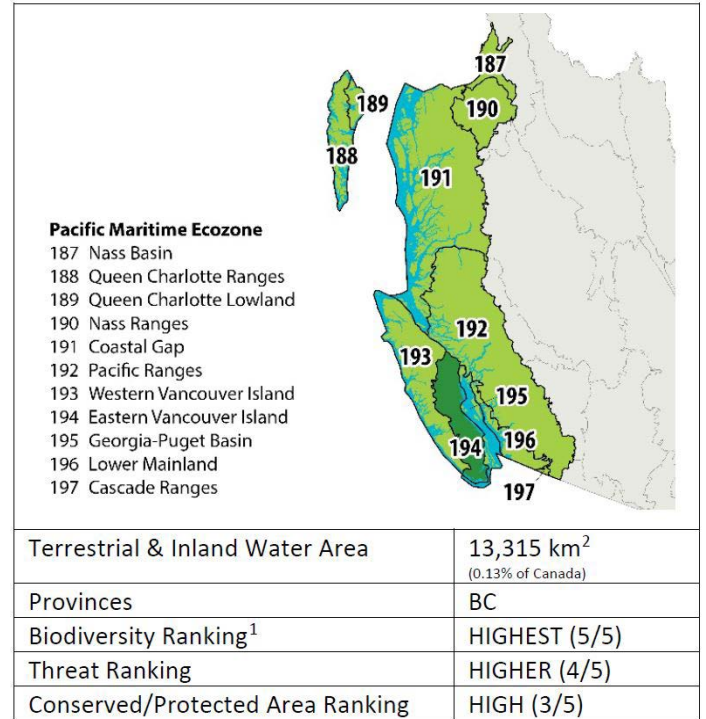 187
189
190
188
191
Pacific Maritime Ecozone
187 Nass Basin
188 Queen Charlotte Ranges
189 Queen Charlotte Lowland
190 Nass Ranges
191 Coastal Gap
192 Pacific Ranges
193 Western Vancouver Island
194 Eastern Vancouver Island
195 Georgia-Puget Basin
196 Lower Mainland
197 Cascade Ranges
192
193
195
194
196
197
Terrestrial & Inland Water Area 13,315 km²
(0.13% of Canada)
Provinces BC
Biodiversity Ranking¹ HIGHEST (5/5)
Threat Ranking HIGHER (4/5)
Conserved/Protected Area Ranking HIGH (3/5)